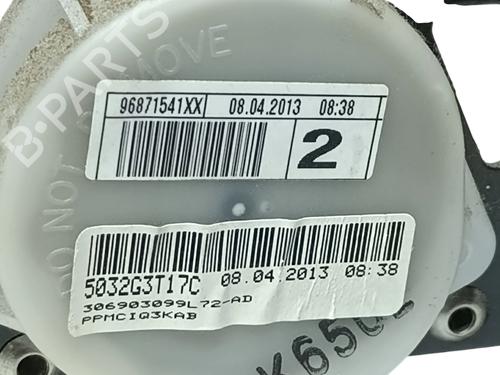 B-PARTS
DO NOT REMOVE
96871541XX 08.04.2013 08:38
2
5032G3T17C 08.04.2013 08:38
306903099L72-AD
PPMCIQ3KAB